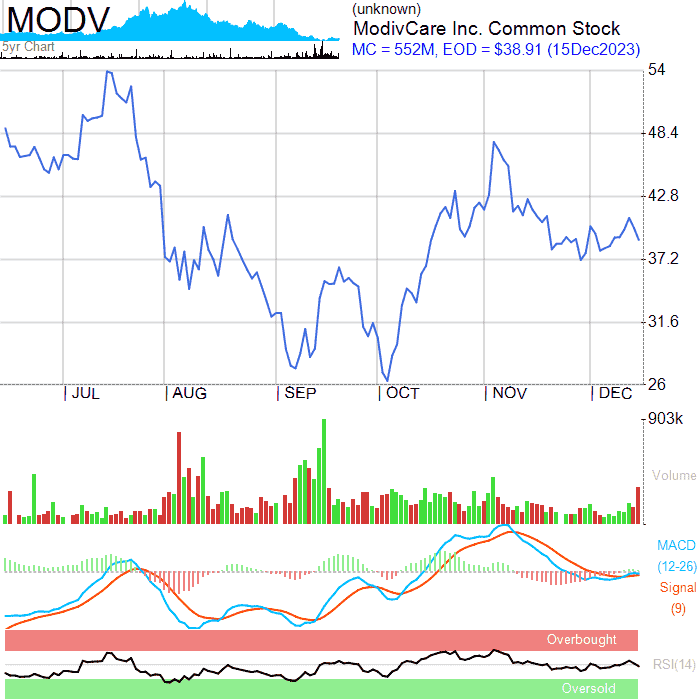 MODV
5yr Chart
(unknown)
ModivCare Inc. Common Stock
MC = 552M, EOD = $38.91 (15Dec2023)
54
48.4
42.8
37.2
31.6
26
JUL AUG SEP OCT NOV DEC
903k
Volume
MACD
(12-26)
Signal
(9)
Overbought
RSI(14)
Oversold